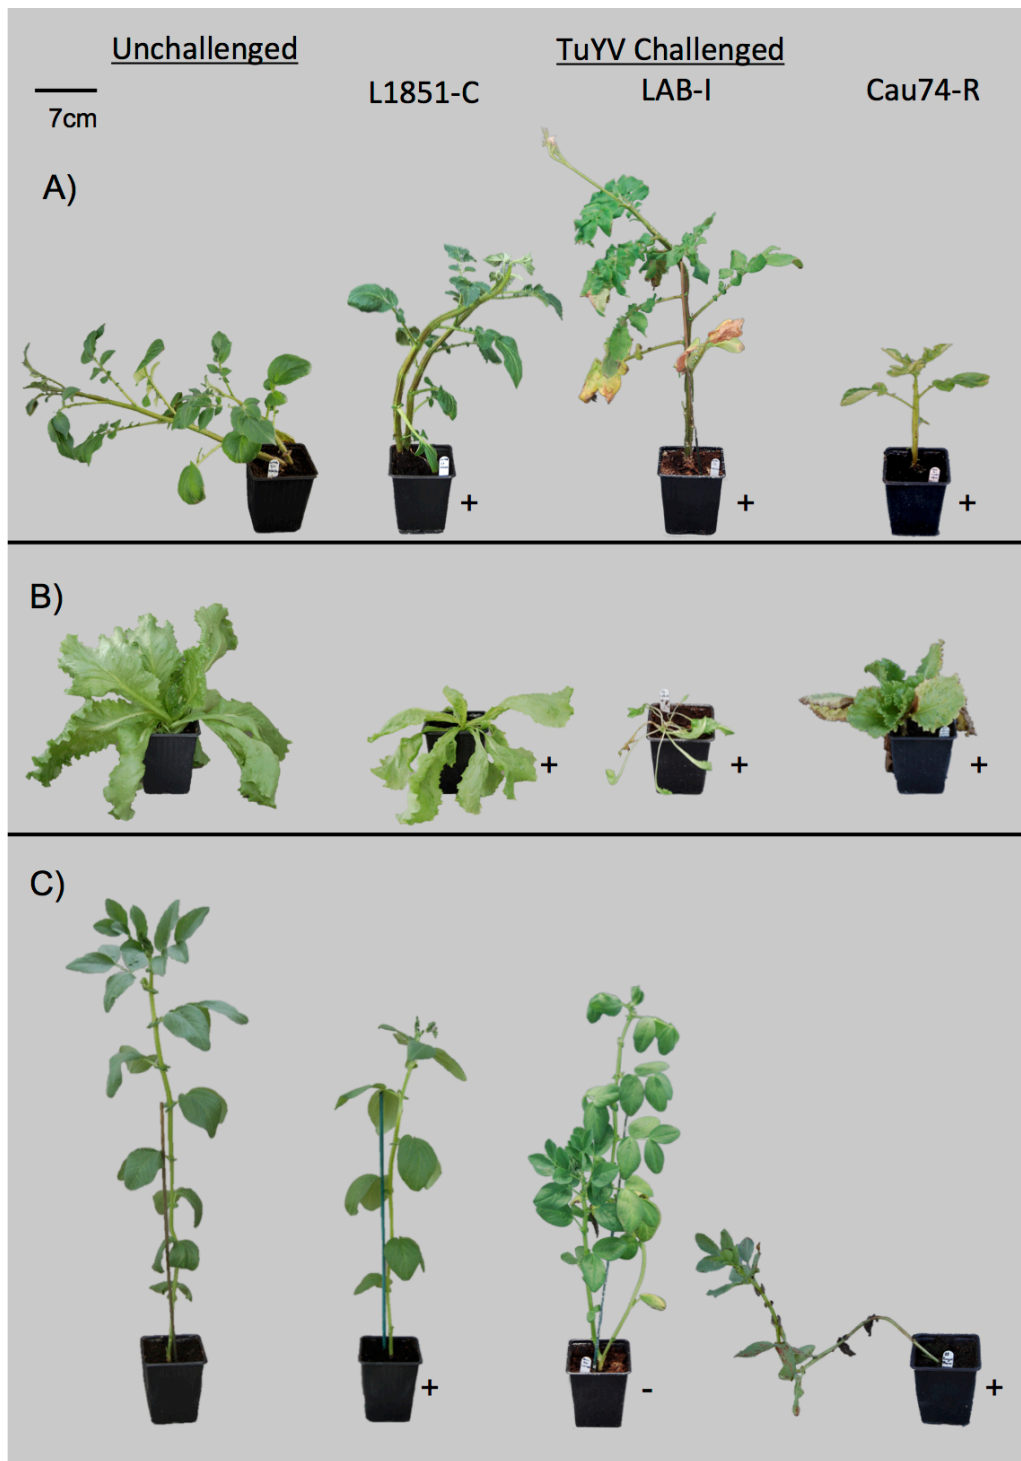 Unchallenged
TuYV Challenged
L1851-C
LAB-I
Cau74-R
7cm
A)
+
+
+
B)
+
+
+
C)
+
-
+